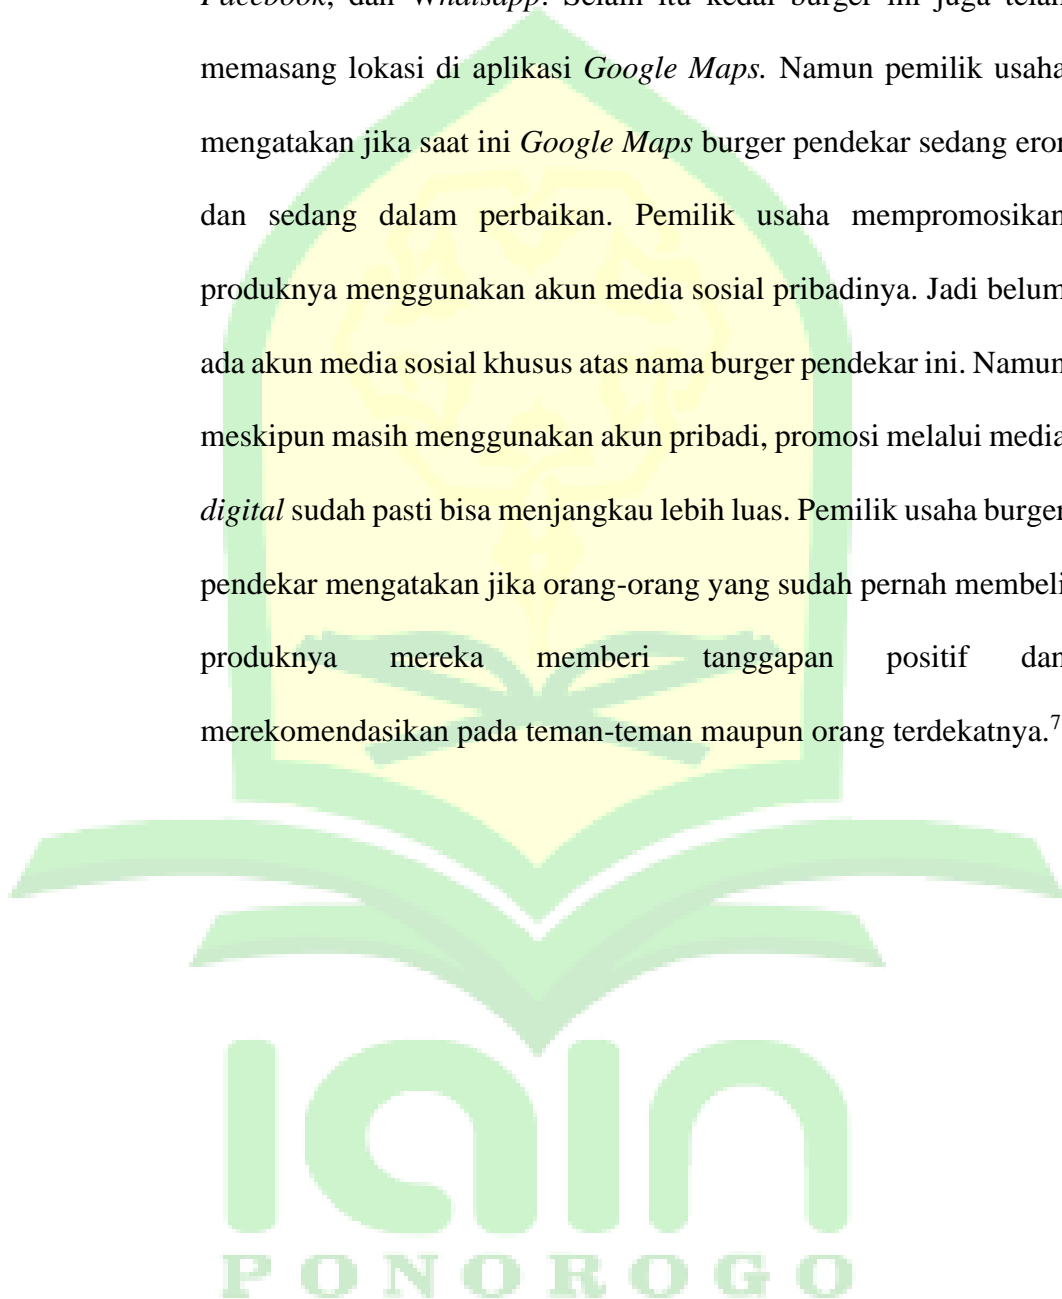 Facebook, dan Whatsapp. Selain itu kedai burger ini juga telah
memasang lokasi di aplikasi Google Maps. Namun pemilik usaha
mengatakan jika saat ini Google Maps burger pendekar sedang eror
dan sedang dalam perbaikan. Pemilik usaha mempromosikan
produknya menggunakan akun media sosial pribadinya. Jadi belum
ada akun media sosial khusus atas nama burger pendekar ini. Namun
meskipun masih menggunakan akun pribadi, promosi melalui media
digital sudah pasti bisa menjangkau lebih luas. Pemilik usaha burger
pendekar mengatakan jika orang-orang yang sudah pernah membeli
produknya mereka memberi tanggapan positif dan
merekomendasikan pada teman-teman maupun orang terdekatnya.7
iain
PONOROGO